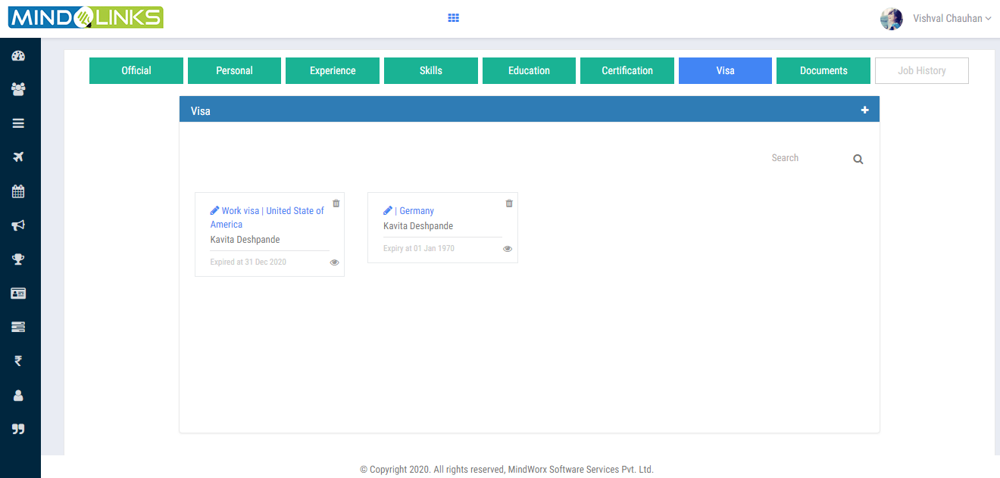 MINDLINKS
Vishval Chauhan
Official
Personal
Experience
Skills
Education
Certification
Visa
Documents
Job History
Visa
Search
Work visa | United State of
America
Kavita Deshpande
Expired at 31 Dec 2020
| Germany
Kavita Deshpande
Expiry at 01 Jan 1970
© Copyright 2020. All rights reserved, MindWorx Software Services Pvt. Ltd.